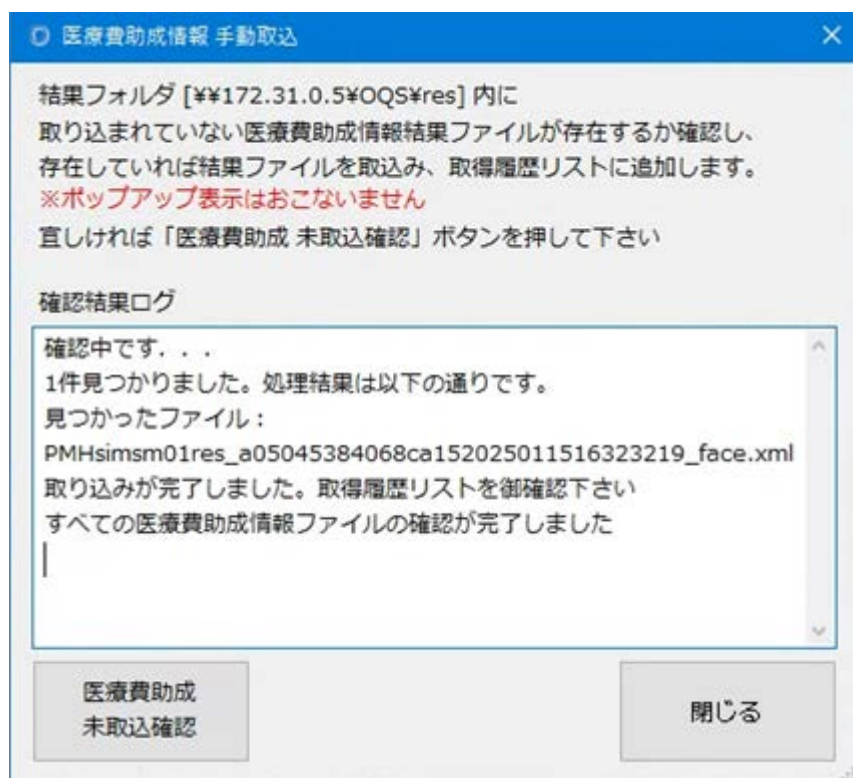 医療費助成情報 手動取込
結果フォルダ [¥¥172.31.0.5¥OQS¥res] 内に
取り込まれていない医療費助成情報結果ファイルが存在するか確認し、
存在していれば結果ファイルを取込み、取得履歴リストに追加します。
※ポップアップ表示はおこないません
宜しければ「医療費助成 未取込確認」ボタンを押して下さい
確認結果ログ
確認中です．．．
1件見つかりました。処理結果は以下の通りです。
見つかったファイル：
PMHsimsm01res_a05045384068ca152025011516323219_face.xml
取り込みが完了しました。取得履歴リストを御確認下さい
すべての医療費助成情報ファイルの確認が完了しました
医療費助成
未取込確認
閉じる